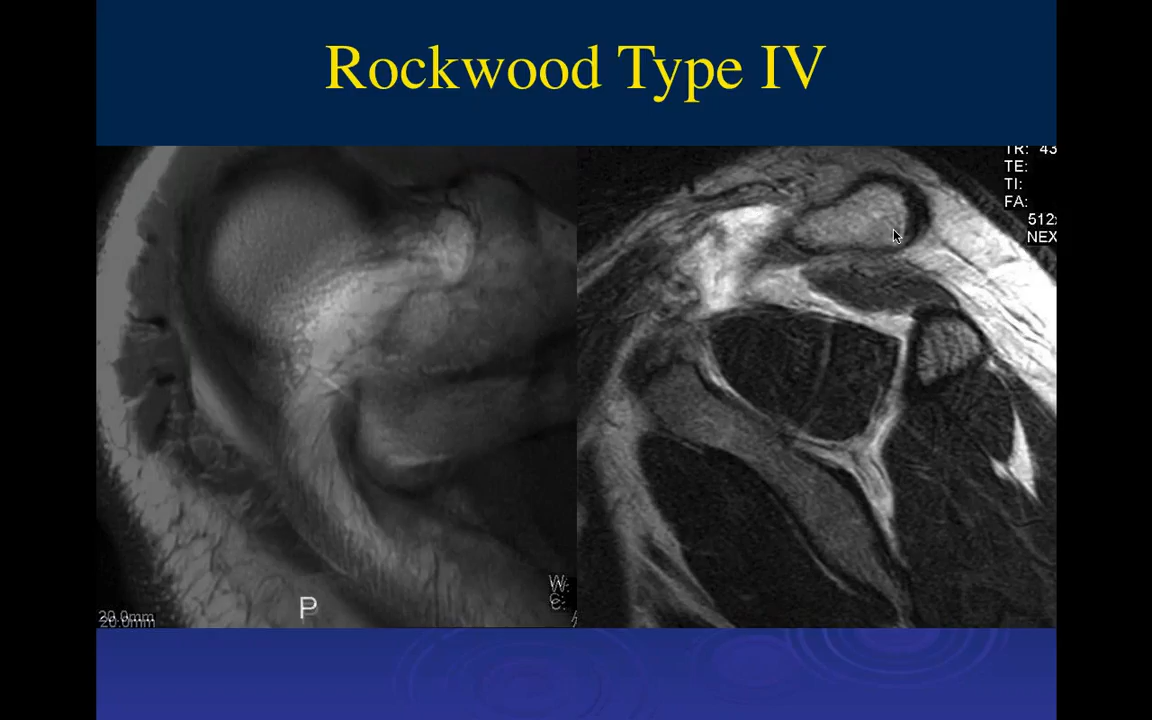 Rockwood Type IV
TR: 43
TE:
TI:
FA:
512:
NEX
W:
C:
P
20.0mm